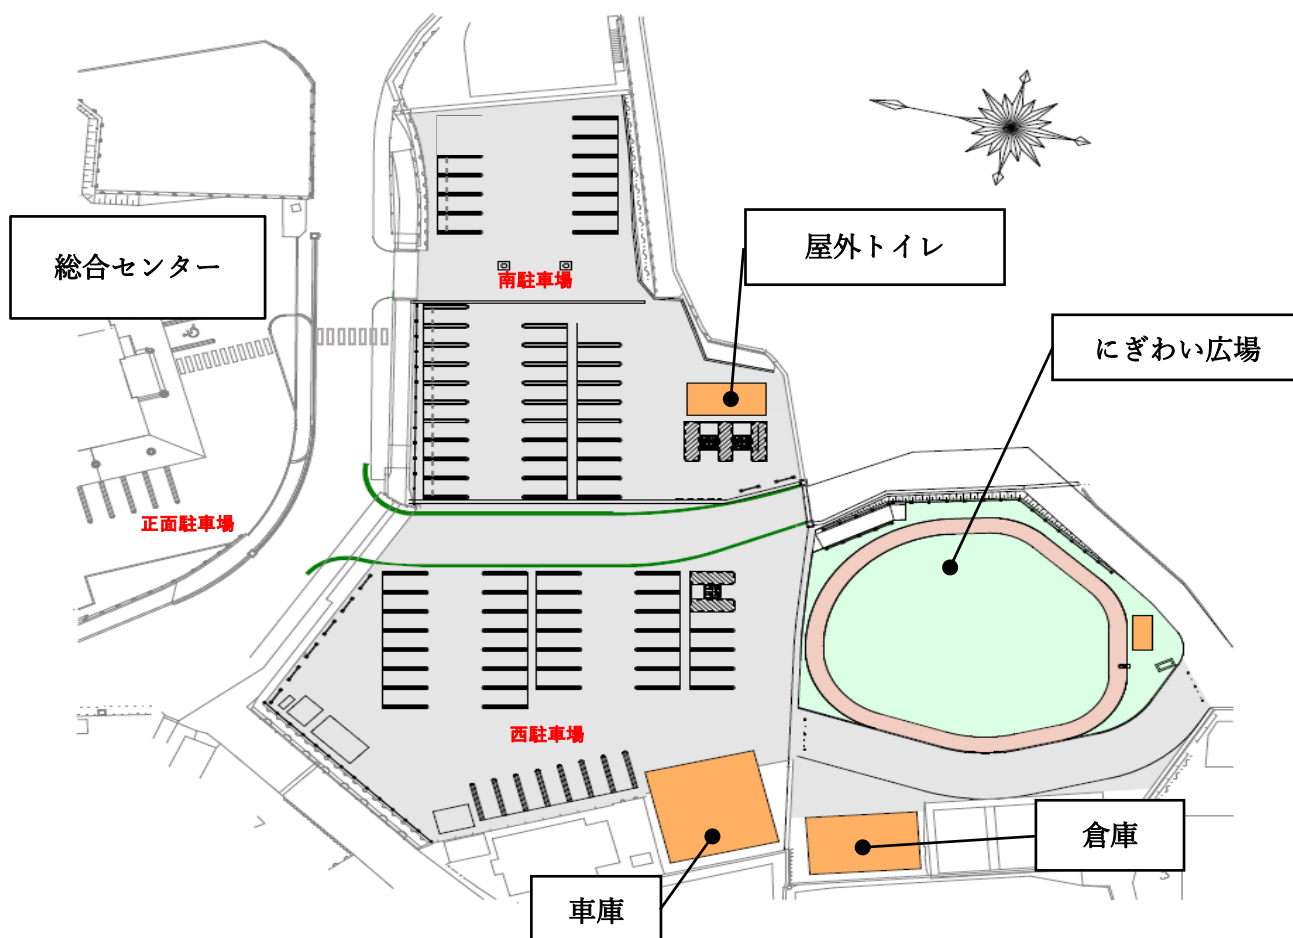 総合センター
屋外トイレ
南駐車場
にぎわい広場
正面駐車場
西駐車場
倉庫
車庫